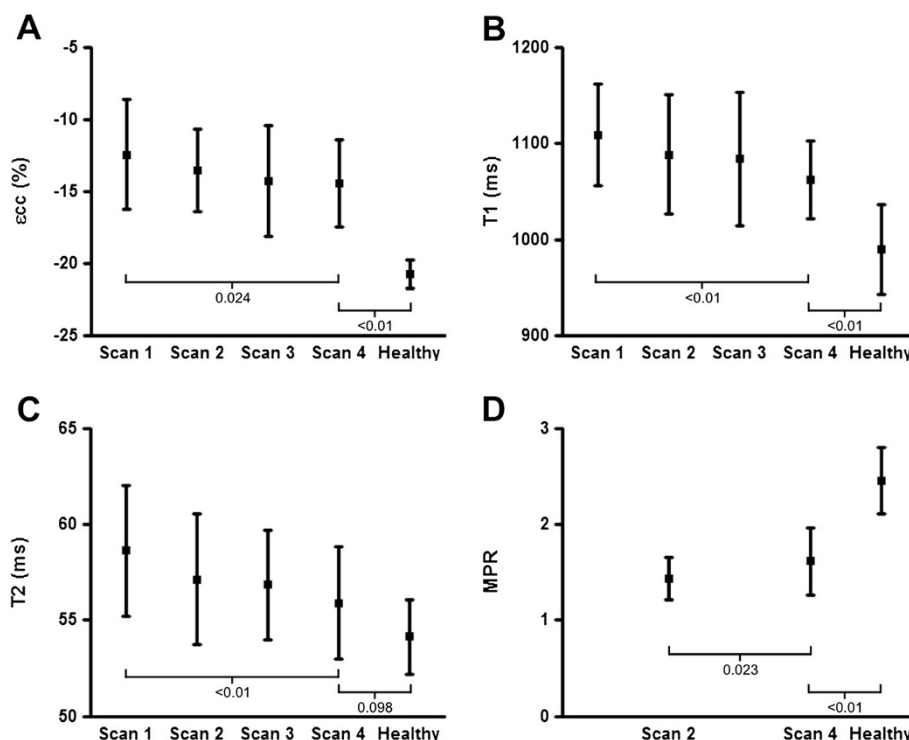 A
-5
-10
-15
-20
-25
εcc (%)
0.024
<0.01
Scan 1 Scan 2 Scan 3 Scan 4 Healthy
B
1200
1100
1000
900
T1 (ms)
<0.01
<0.01
Scan 1 Scan 2 Scan 3 Scan 4 Healthy
C
65
60
55
50
T2 (ms)
<0.01
0.098
Scan 1 Scan 2 Scan 3 Scan 4 Healthy
D
3
2
1
0
MPR
0.023
<0.01
Scan 2 Scan 4 Healthy